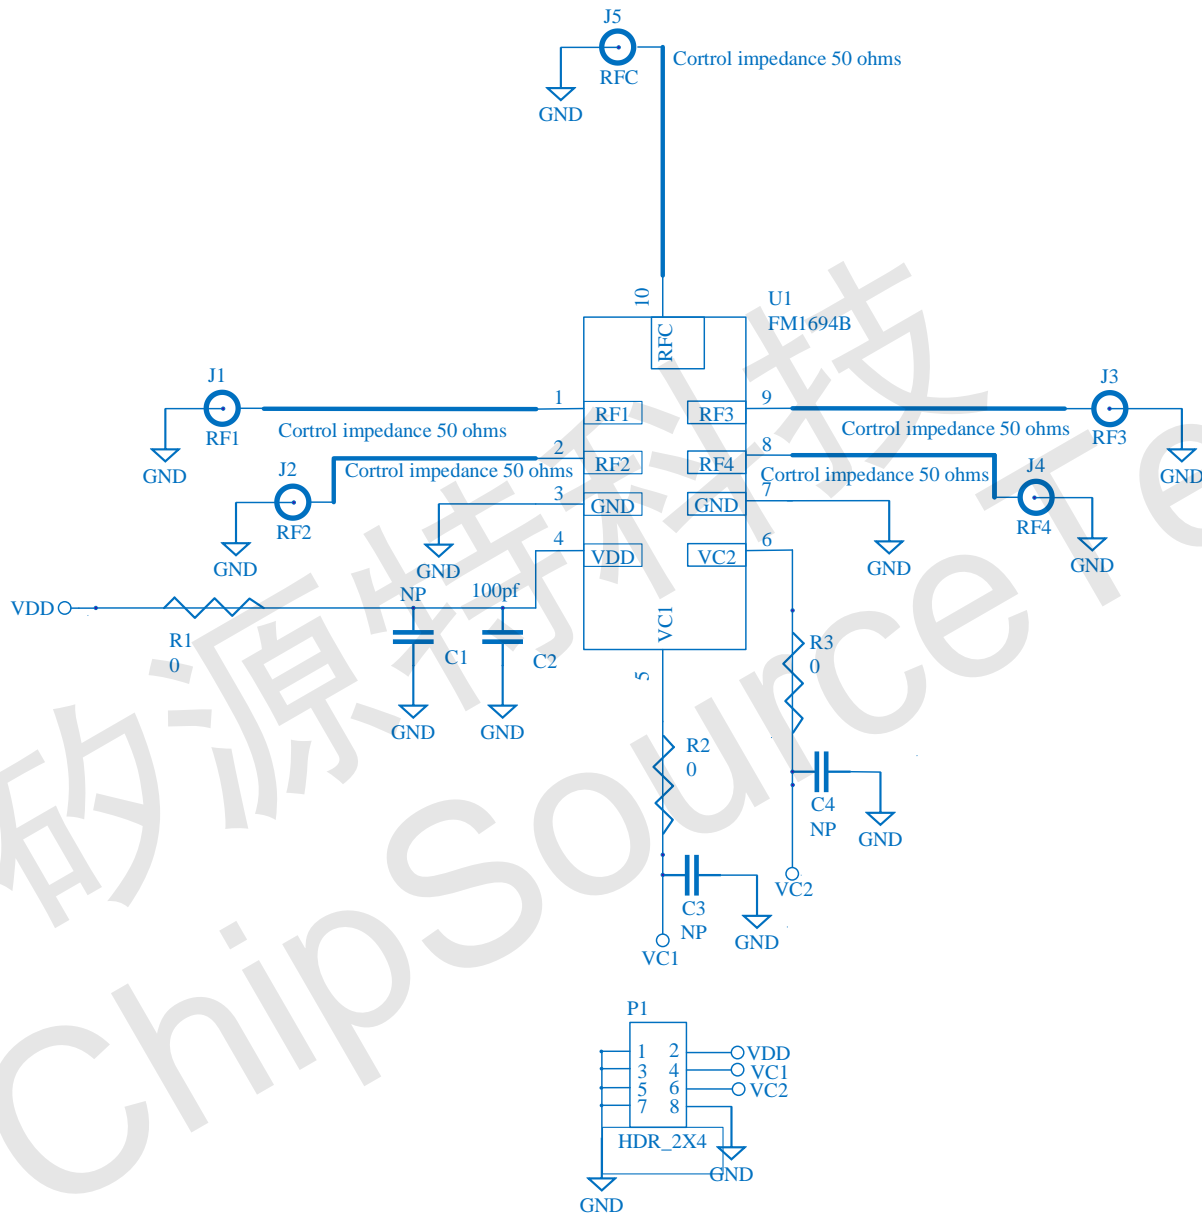 J5
Cortrol impedance 50 ohms
RFC
GND
10
U1
FM1694B
RFC
J1
1
RF1
RF3
9
J3
RF1
Cortrol impedance 50 ohms
Cortrol impedance 50 ohms
RF3
GND
2
RF2
RF4
8
GND
J2
Cortrol impedance 50 ohms
Cortrol impedance 50 ohms
J4
3
GND
GND
7
RF2
RF4
GND
4
VDD
VC2
6
GND
GND
GND
NP
100pf
VDD
VC1
R1
0
C1
C2
R3
0
5
GND
GND
R2
0
C4
NP
GND
VC2
C3
NP
GND
VC1
P1
1 2 VDD
3 4 VC1
5 6 VC2
7 8
HDR_2X4
GND
GND
矽源特科技
ChipSourceTe